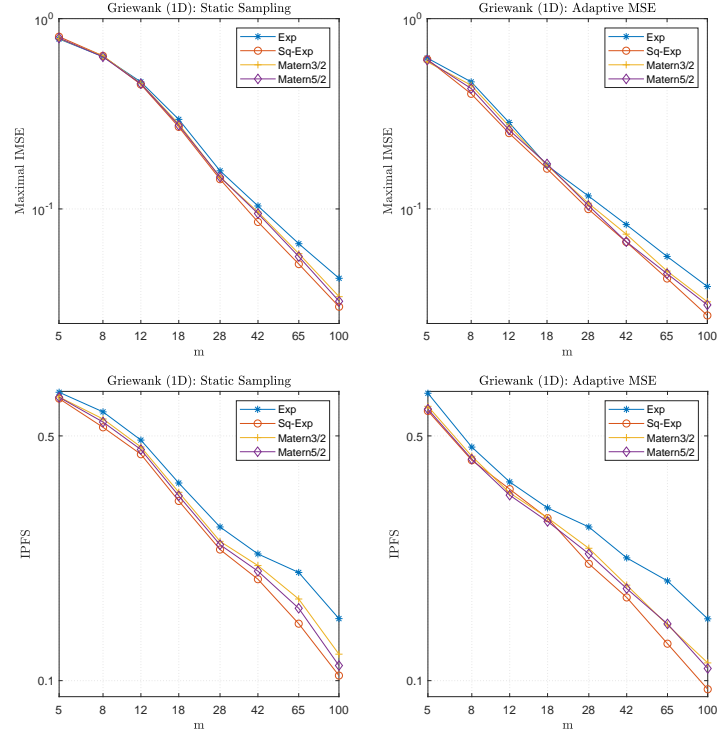 Griewank (1D): Static Sampling
10^0
10^-1
Maximal IMSE
Exp
Sq-Exp
Matern3/2
Matern5/2
5 8 12 18 28 42 65 100
m
Griewank (1D): Adaptive MSE
10^0
10^-1
Maximal IMSE
Exp
Sq-Exp
Matern3/2
Matern5/2
5 8 12 18 28 42 65 100
m
Griewank (1D): Static Sampling
0.5
0.1
IPFS
Exp
Sq-Exp
Matern3/2
Matern5/2
5 8 12 18 28 42 65 100
m
Griewank (1D): Adaptive MSE
0.5
0.1
IPFS
Exp
Sq-Exp
Matern3/2
Matern5/2
5 8 12 18 28 42 65 100
m